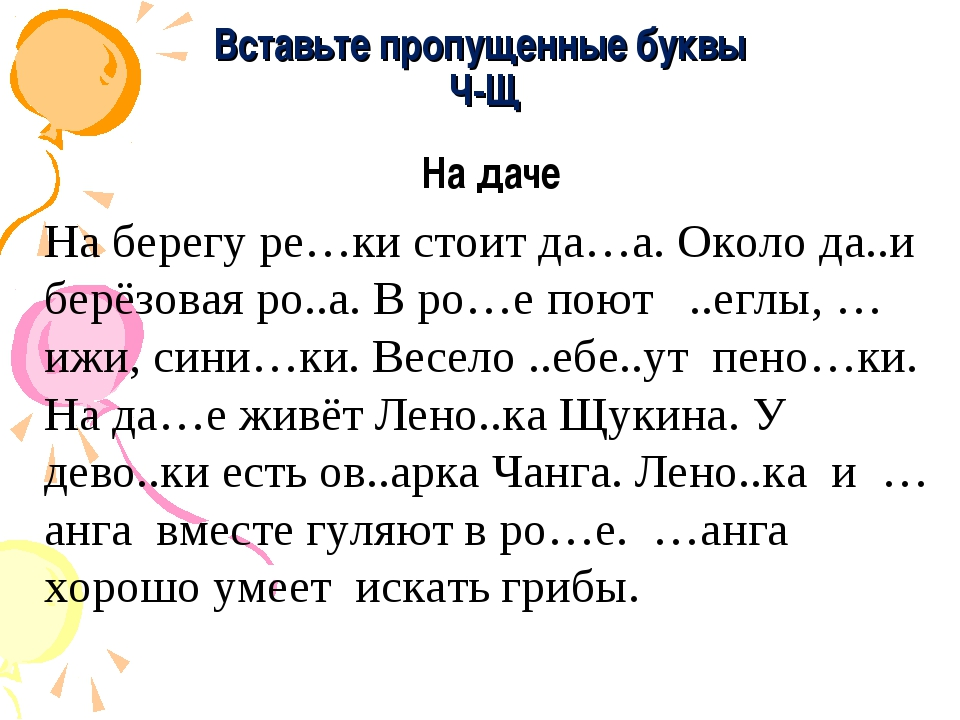 Вставьте пропущенные буквы
Ч-Щ
На даче
На берегу ре…ки стоит да…а. Около да..и
берёзовая ро..а. В ро…е поют ..еглы, …
ижи, сини…ки. Весело ..ебе..ут пено…ки.
На да…е живёт Лено..ка Щукина. У
дево..ки есть ов..арка Чанга. Лено..ка и …
анга вместе гуляют в ро…е. …анга
хорошо умеет искать грибы.